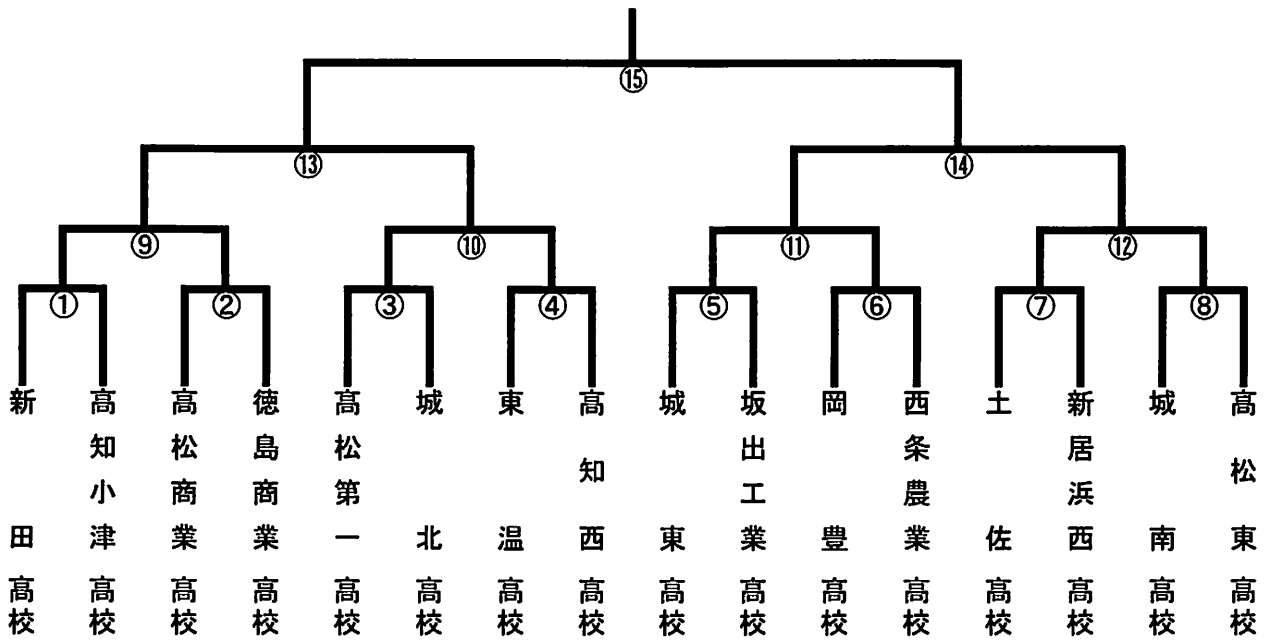 ⑮
⑬
⑭
⑨
⑩
⑪
⑫
①
②
③
④
⑤
⑥
⑦
⑧
新田高校
高知小津高校
高松商業高校
徳島商業高校
高松第一高校
城北高校
東温高校
高知西高校
城東高校
坂出工業高校
岡豊高校
西条農業高校
土佐高校
新居浜西高校
城南高校
高松東高校